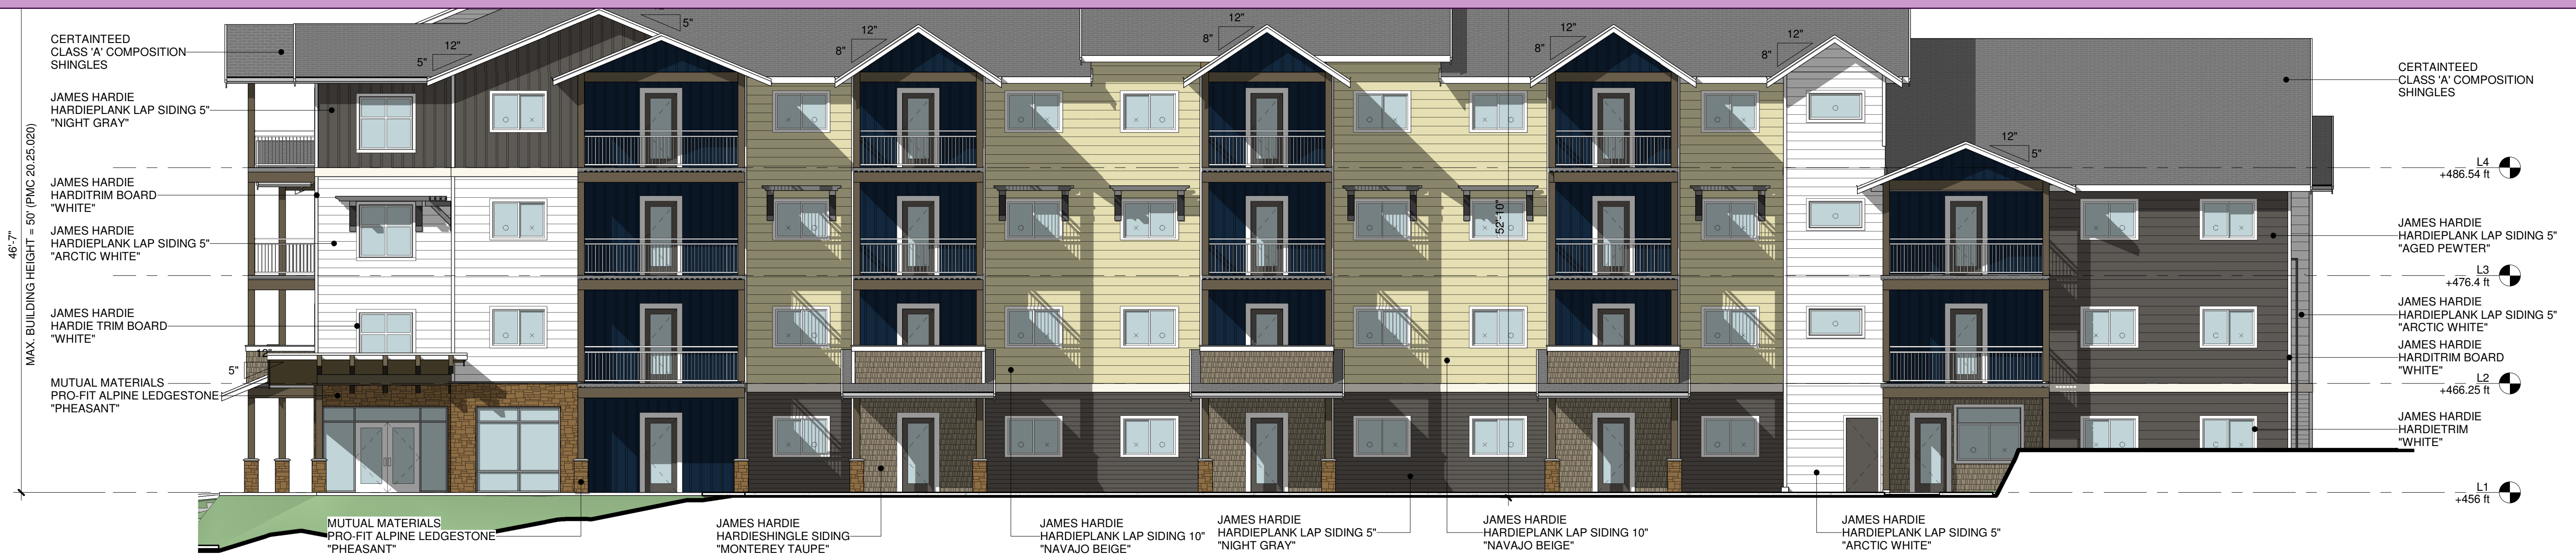 12"
5"
12"
5"
12"
8"
12"
8"
12"
8"
12"
8"
12"
5"
12"
5"
CERTAINTEED
CLASS 'A' COMPOSITION
SHINGLES
JAMES HARDIE
HARDIEPLANK LAP SIDING 5"
"NIGHT GRAY"
JAMES HARDIE
HARDITRIM BOARD
"WHITE"
JAMES HARDIE
HARDIEPLANK LAP SIDING 5"
"ARCTIC WHITE"
JAMES HARDIE
HARDIE TRIM BOARD
"WHITE"
MUTUAL MATERIALS
PRO-FIT ALPINE LEDGESTONE
"PHEASANT"
46'-7"
MAX. BUILDING HEIGHT = 50' (PMC 20.25.020)
52'-10"
CERTAINTEED
CLASS 'A' COMPOSITION
SHINGLES
L4
+486.54 ft
JAMES HARDIE
HARDIEPLANK LAP SIDING 5"
"AGED PEWTER"
L3
+476.4 ft
JAMES HARDIE
HARDIEPLANK LAP SIDING 5"
"ARCTIC WHITE"
JAMES HARDIE
HARDITRIM BOARD
"WHITE"
L2
+466.25 ft
JAMES HARDIE
HARDIETRIM
"WHITE"
L1
+456 ft
MUTUAL MATERIALS
PRO-FIT ALPINE LEDGESTONE
"PHEASANT"
JAMES HARDIE
HARDIESHINGLE SIDING
"MONTEREY TAUPE"
JAMES HARDIE
HARDIEPLANK LAP SIDING 10"
"NAVAJO BEIGE"
JAMES HARDIE
HARDIEPLANK LAP SIDING 5"
"NIGHT GRAY"
JAMES HARDIE
HARDIEPLANK LAP SIDING 10"
"NAVAJO BEIGE"
JAMES HARDIE
HARDIEPLANK LAP SIDING 5"
"ARCTIC WHITE"